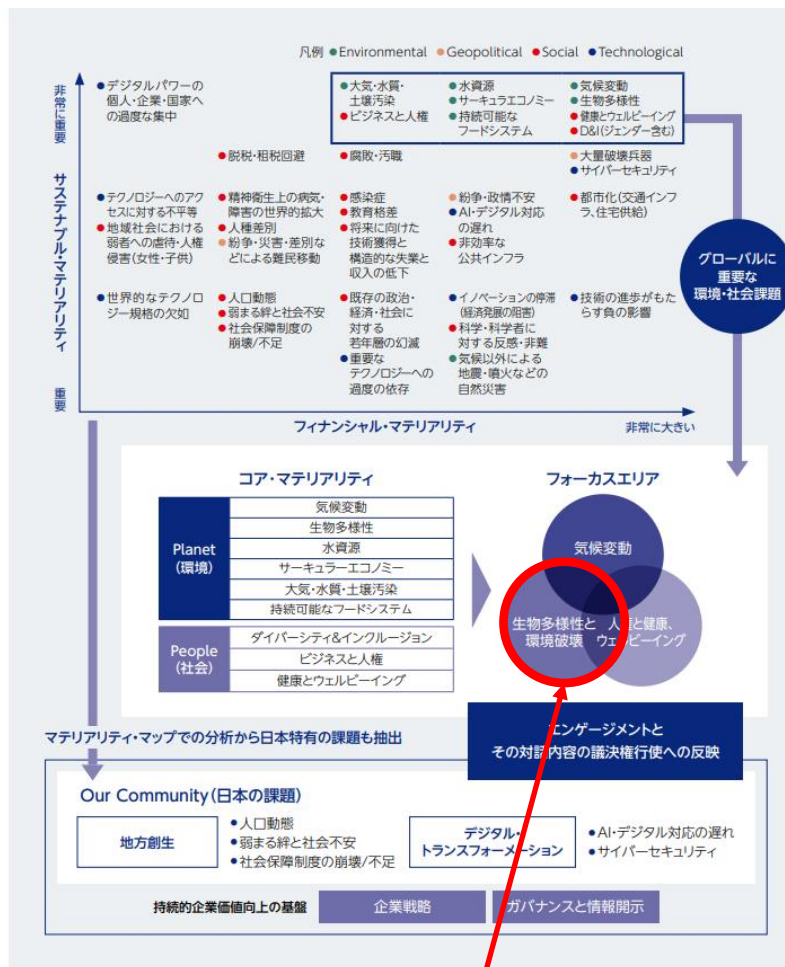 凡例 ●Environmental ●Geopolitical ●Social ●Technological
非常に重要
サステナブル・マテリアリティ
重要
●デジタルパワーの
個人・企業・国家へ
の過度な集中
●大気・水質・
土壌汚染
●ビジネスと人権
●水資源
●サーキュラエコノミー
●持続可能な
フードシステム
●気候変動
●生物多様性
●健康とウェルビーイング
●D&I(ジェンダー含む)
●脱税・租税回避
●腐敗・汚職
●大量破壊兵器
●サイバーセキュリティ
●テクノロジーへのアク
セスに対する不平等
●地域社会における
弱者への虐待・人権
侵害(女性・子供)
●精神衛生上の病気・
障害の世界的拡大
●人種差別
●紛争・災害・差別な
どによる難民移動
●感染症
●教育格差
●将来に向けた
技術獲得と
構造的な失業と
収入の低下
●紛争・政情不安
●AI・デジタル対応
の遅れ
●非効率な
公共インフラ
●都市化(交通インフ
ラ、住宅供給)
●世界的なテクノロ
ジー規格の欠如
●人口動態
●弱まる絆と社会不安
●社会保障制度の
崩壊/不足
●既存の政治・
経済・社会に
対する
若年層の幻滅
●重要な
テクノロジーへの
過度の依存
●イノベーションの停滞
(経済発展の阻害)
●科学・科学者に
対する反感・非難
●気候以外による
地震・噴火などの
自然災害
●技術の進歩がもた
らす負の影響
グローバルに
重要な
環境・社会課題
フィナンシャル・マテリアリティ
非常に大きい
コア・マテリアリティ
Planet
(環境)
気候変動
生物多様性
水資源
サーキュラーエコノミー
大気・水質・土壌汚染
持続可能なフードシステム
People
(社会)
ダイバーシティ&インクルージョン
ビジネスと人権
健康とウェルビーイング
フォーカスエリア
気候変動
生物多様性と
環境破壊
人権と健康、
ウェルビーイング
マテリアリティ・マップでの分析から日本特有の課題も抽出
エンゲージメントと
その対話内容の議決権行使への反映
Our Community(日本の課題)
地方創生
●人口動態
●弱まる絆と社会不安
●社会保障制度の崩壊/不足
デジタル・
トランスフォーメーション
●AI・デジタル対応の遅れ
●サイバーセキュリティ
持続的企業価値向上の基盤
企業戦略
ガバナンスと情報開示